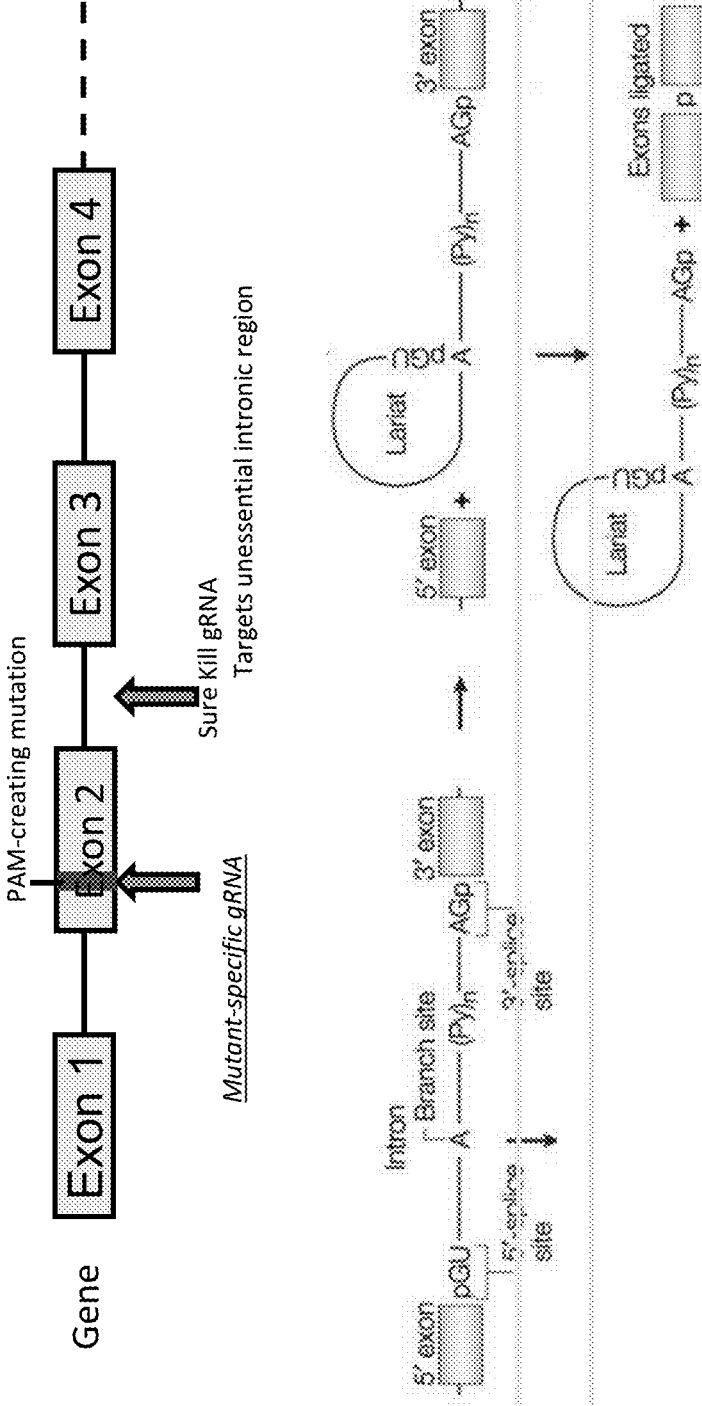 PAM-creating mutation
Gene
Exon 1
Exon 2
Exon 3
Exon 4
Mutant-specific gRNA
Sure Kill gRNA
Targets unessential intronic region
Intron
Branch site
5' exon
pGU
A
(Py)n
AGp
3' exon
5'-splice
site
3'-splice
site
5' exon
+
Lariat
UGp
A
(Py)n
AGp
3' exon
Lariat
UGp
A
(Py)n
AGp
+
Exons ligated
p